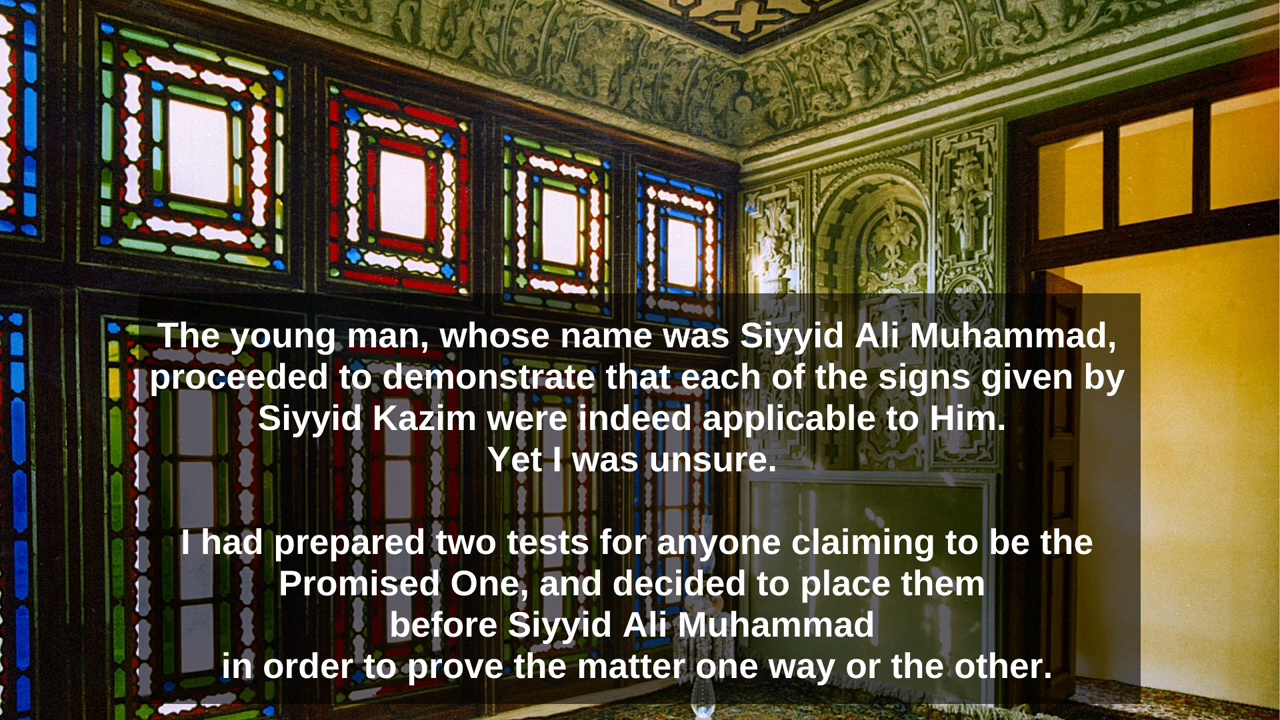 The young man, whose name was Siyyid Ali Muhammad,
proceeded to demonstrate that each of the signs given by
Siyyid Kazim were indeed applicable to Him.
Yet I was unsure.
I had prepared two tests for anyone claiming to be the
Promised One, and decided to place them
before Siyyid Ali Muhammad
in order to prove the matter one way or the other.